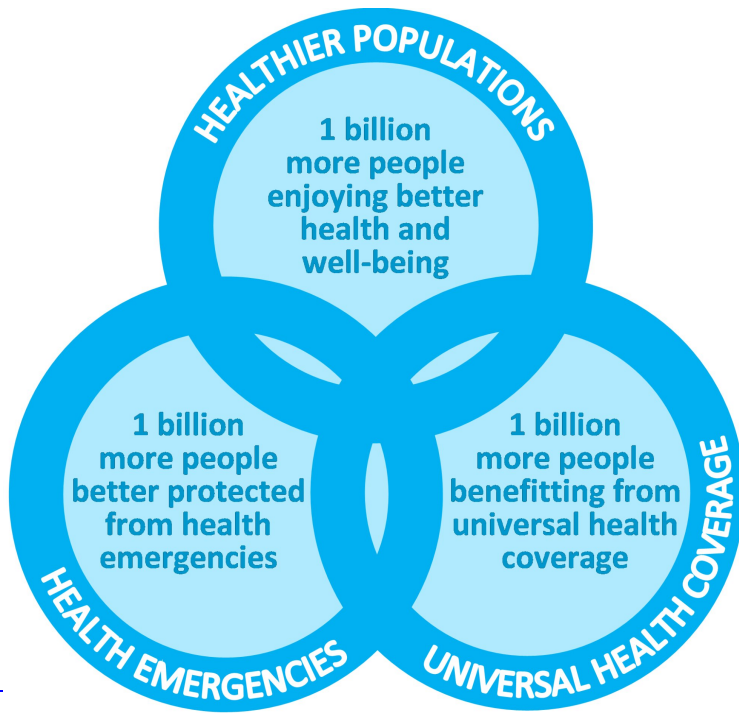 HEALTHIER POPULATIONS
1 billion
more people
enjoying better
health and
well-being
1 billion
more people
better protected
from health
emergencies
HEALTH EMERGENCIES
1 billion
more people
benefitting from
universal health
coverage
UNIVERSAL HEALTH COVERAGE